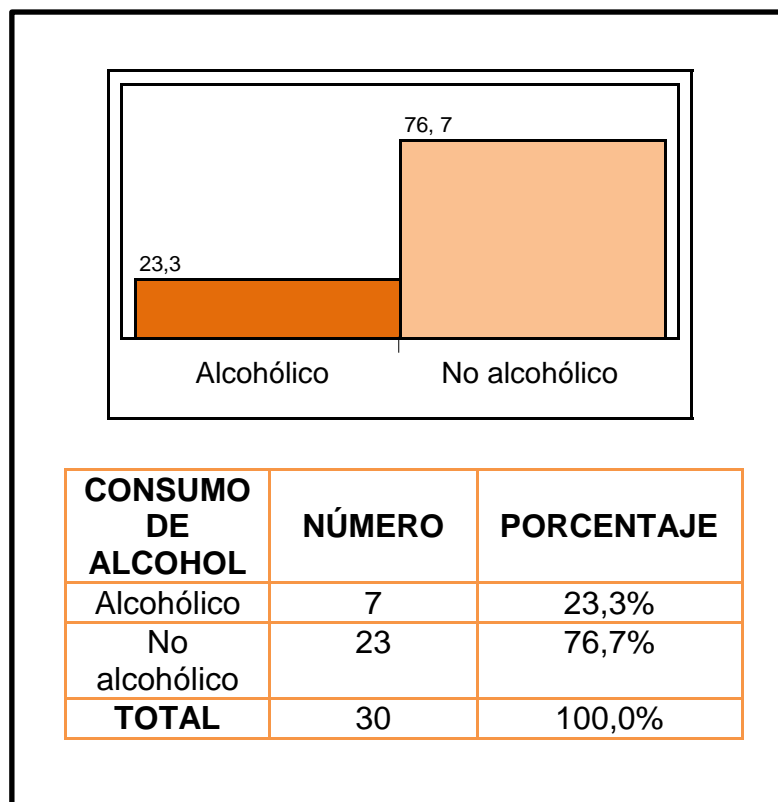 76, 7
23,3
Alcohólico No alcohólico
CONSUMO
DE
ALCOHOL
NÚMERO
PORCENTAJE
Alcohólico 7 23,3%
No
alcohólico
23 76,7%
TOTAL 30 100,0%